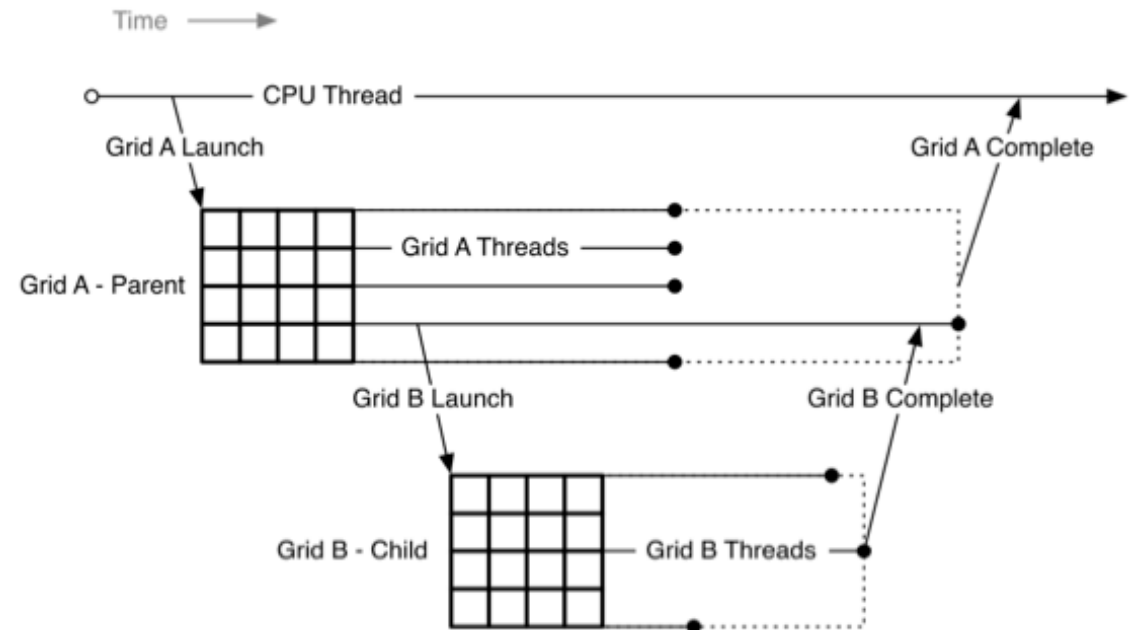 Time
CPU Thread
Grid A Launch
Grid A Complete
Grid A Threads
Grid A - Parent
Grid B Launch
Grid B Complete
Grid B - Child
Grid B Threads